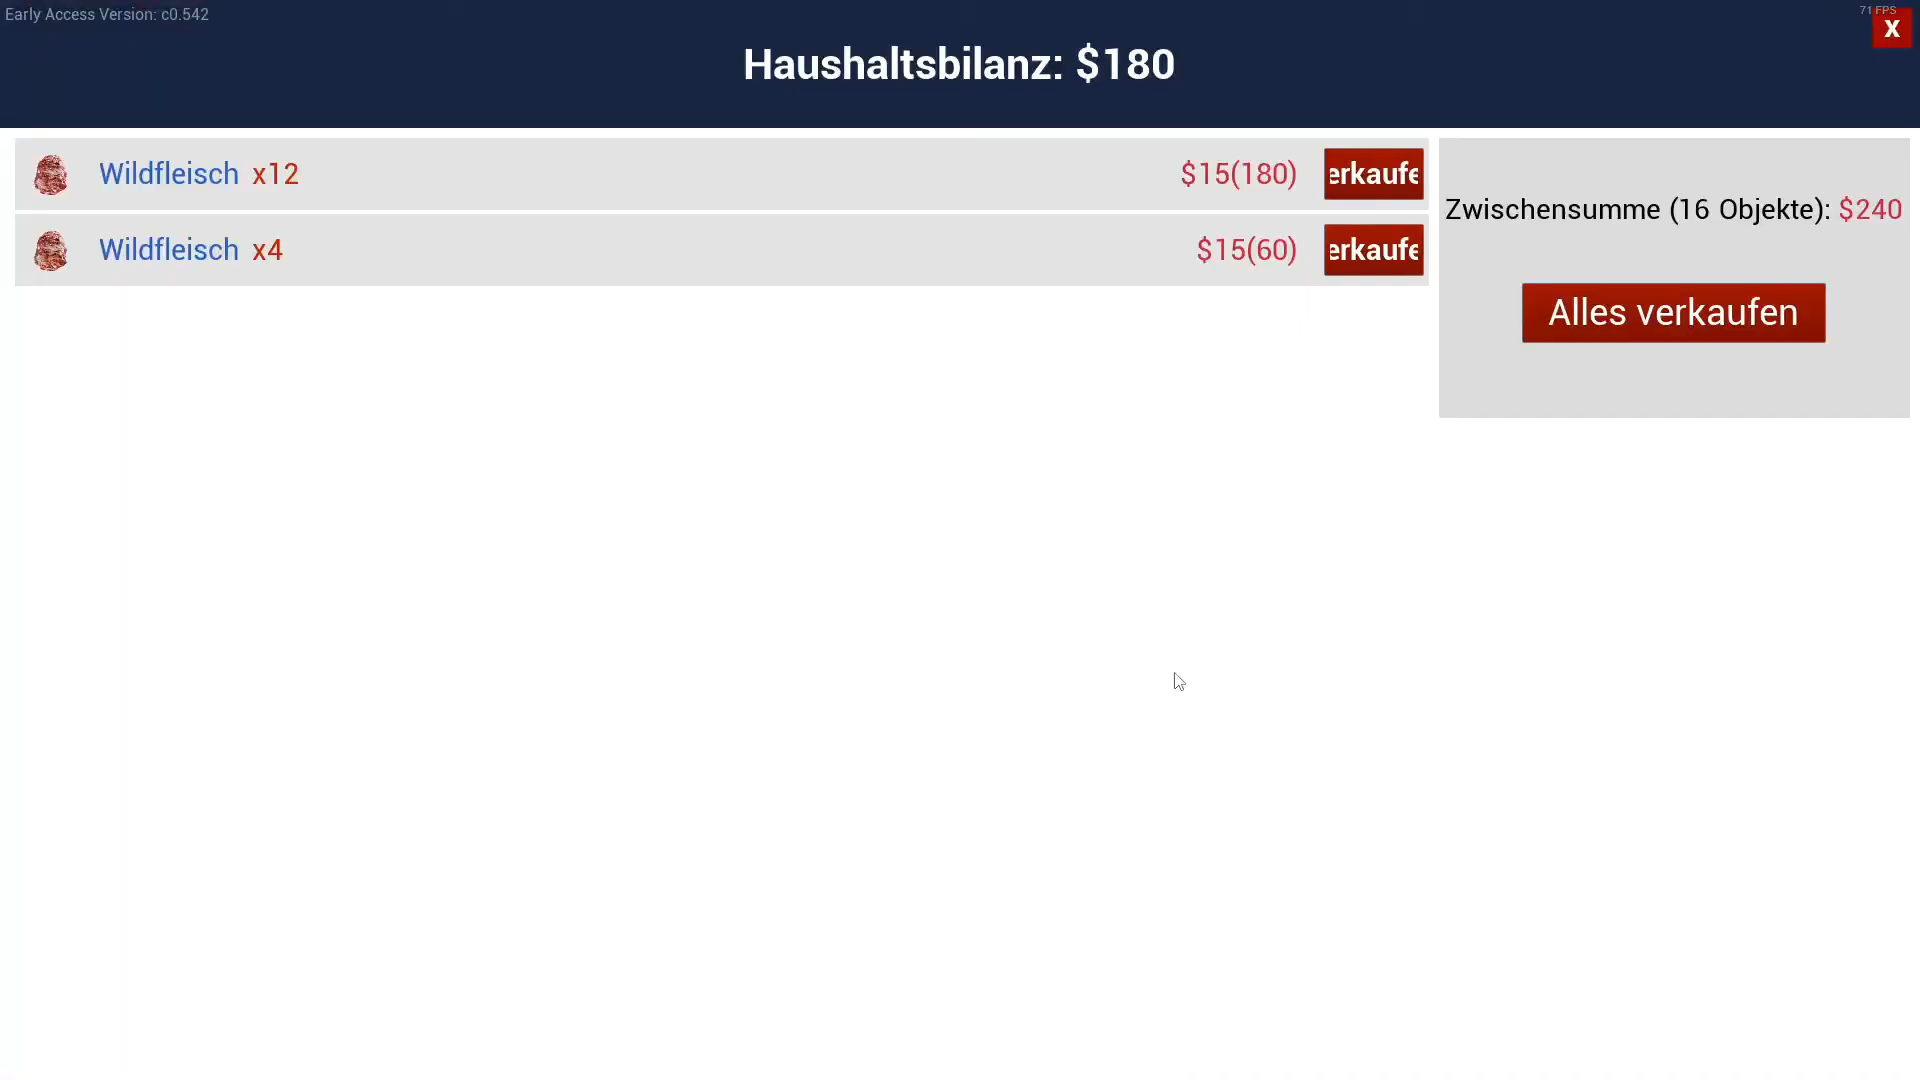 Early Access Version: c0.542
71 FPS
X
Haushaltsbilanz: $180
Wildfleisch x12 $15(180) erkaufe
Wildfleisch x4 $15(60) erkaufe
Zwischensumme (16 Objekte): $240
Alles verkaufen